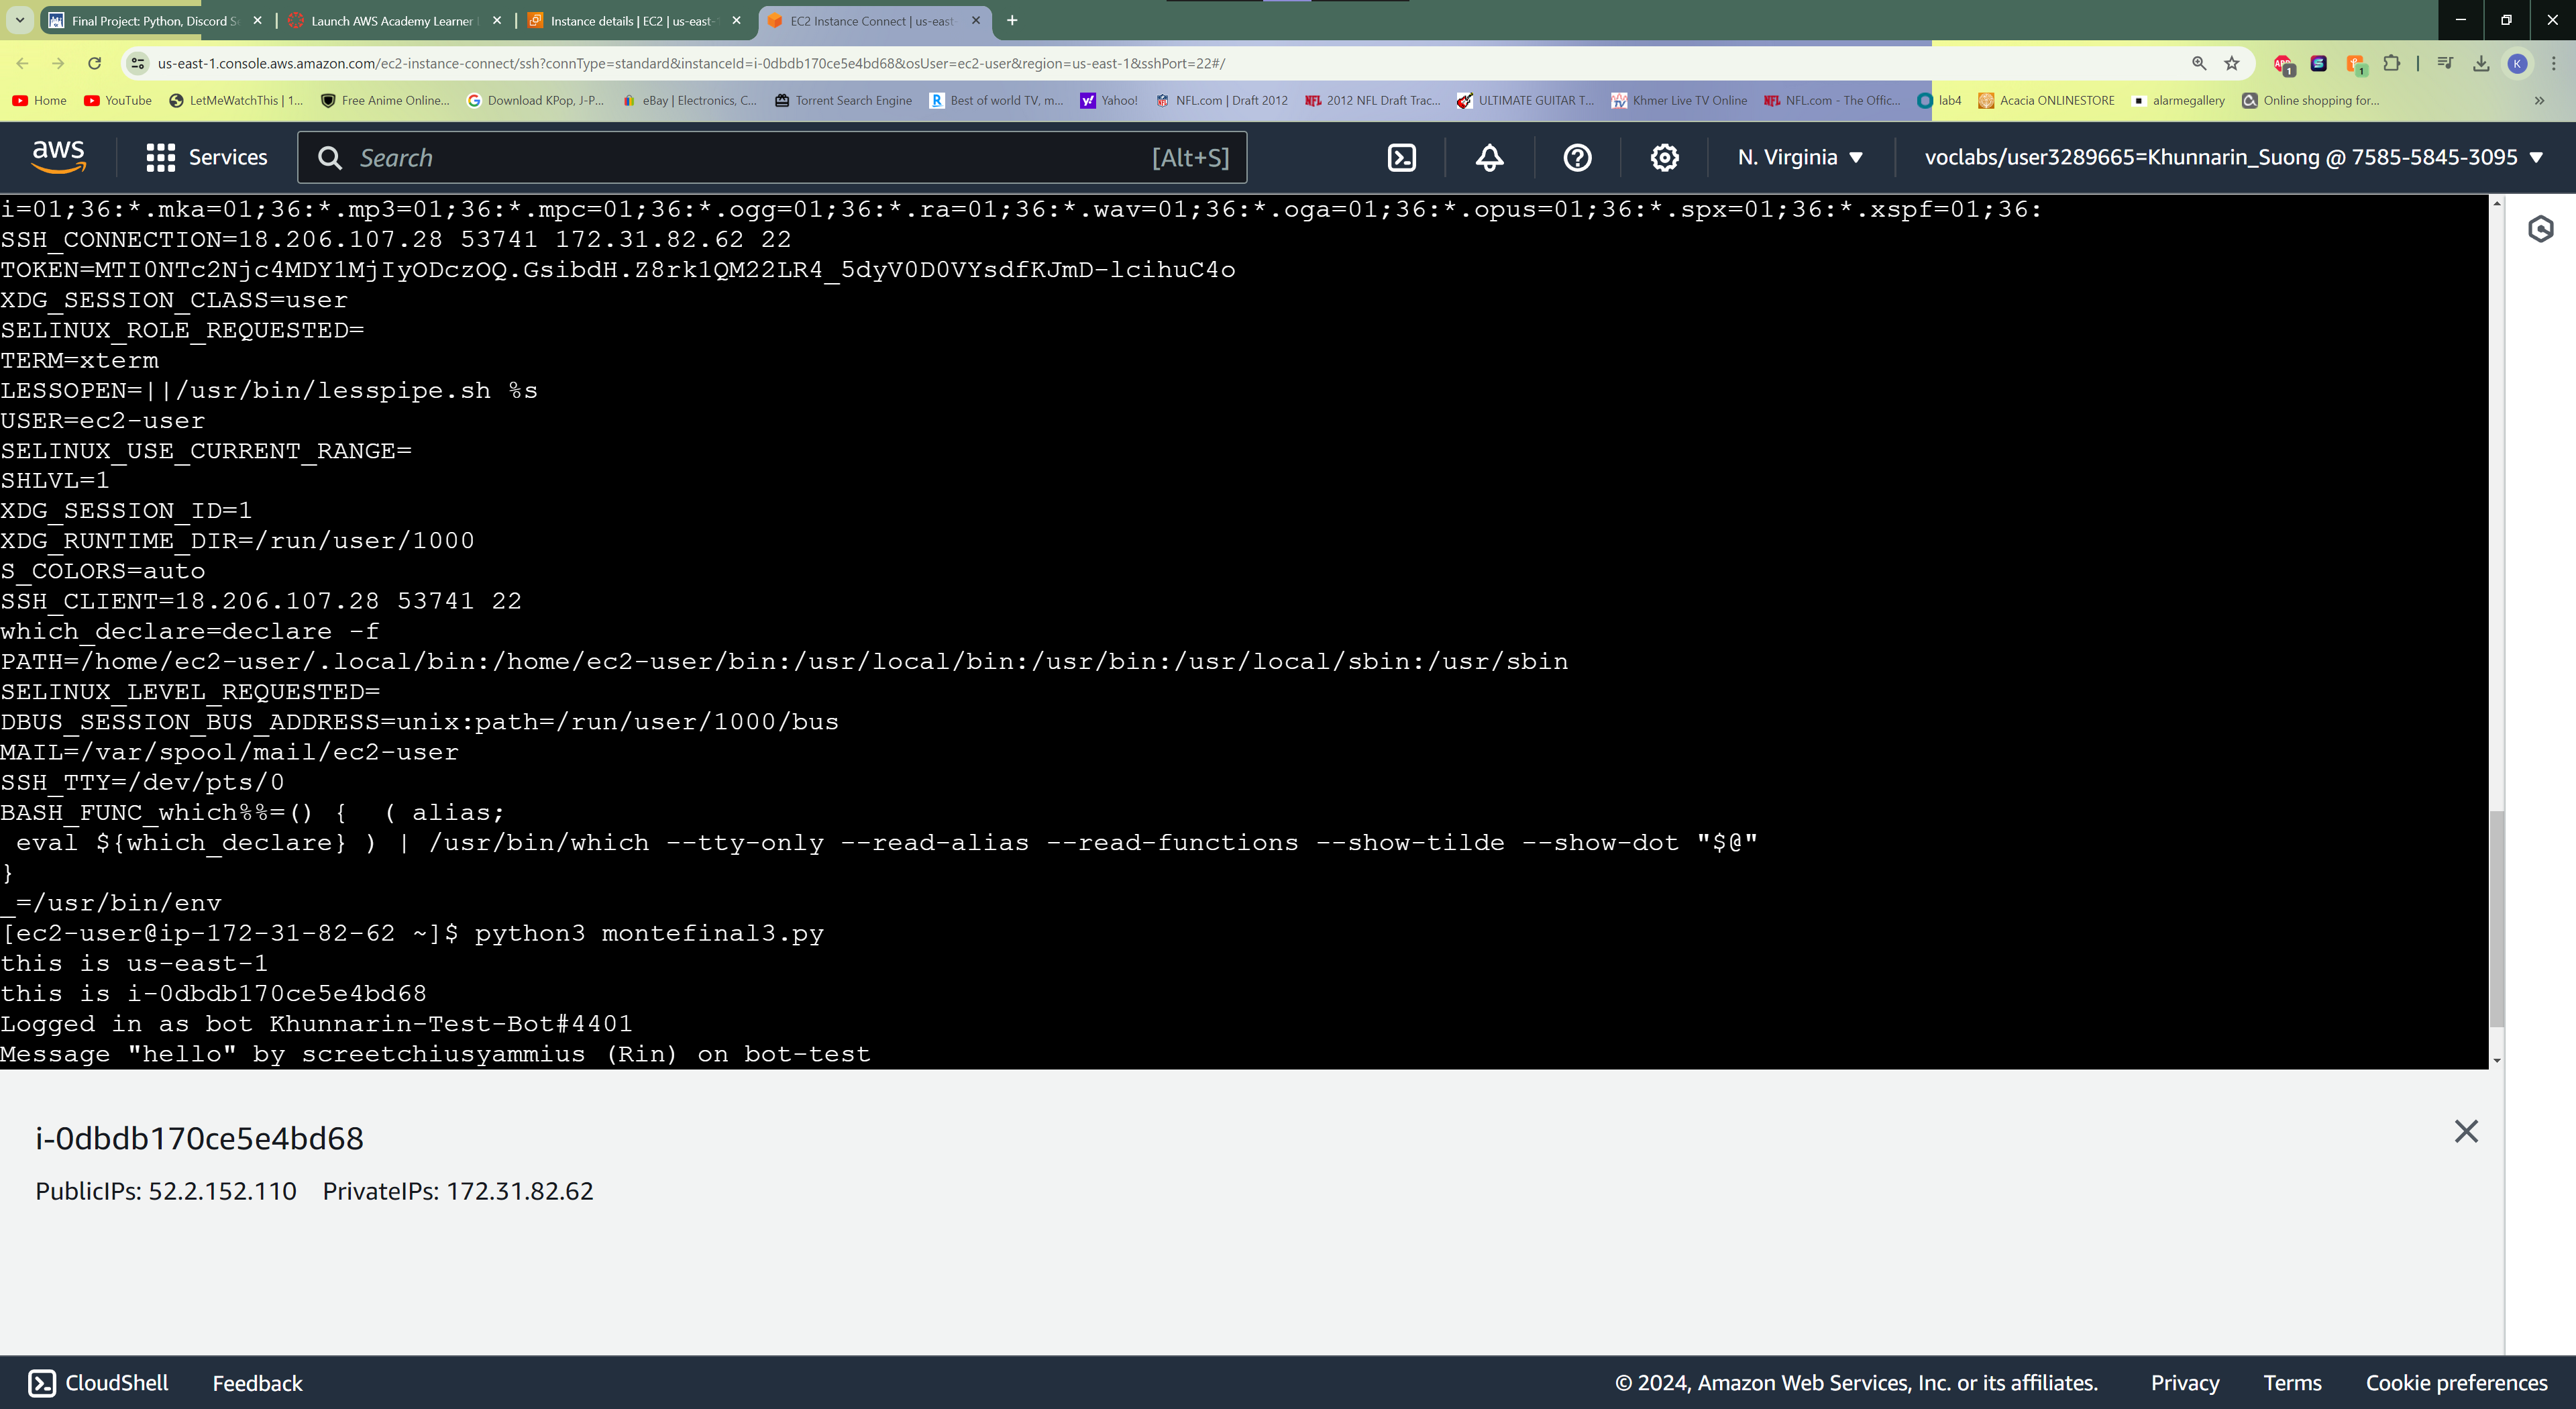 Final Project: Python, Discord S
Launch AWS Academy Learner
Instance details | EC2 | us-east-
EC2 Instance Connect | us-east-
us-east-1.console.aws.amazon.com/ec2-instance-connect/ssh?connType=standard&instanceId=i-0dbdb170ce5e4bd68&osUser=ec2-user&region=us-east-1&sshPort=22#/
Home YouTube LetMeWatchThis | 1... Free Anime Online... Download KPop, J-P... eBay | Electronics, C... Torrent Search Engine Best of world TV, m... Yahoo! NFL.com | Draft 2012 2012 NFL Draft Trac... ULTIMATE GUITAR T... Khmer Live TV Online NFL.com - The Offic... lab4 Acacia ONLINESTORE alarmegallery Online shopping for... »
aws Services Search [Alt+S] N. Virginia ▼ voclabs/user3289665=Khunnarin_Suong @ 7585-5845-3095 ▼
i=01;36:*.mka=01;36:*.mp3=01;36:*.mpc=01;36:*.ogg=01;36:*.ra=01;36:*.wav=01;36:*.oga=01;36:*.opus=01;36:*.spx=01;36:*.xspf=01;36:
SSH_CONNECTION=18.206.107.28 53741 172.31.82.62 22
TOKEN=MTI0NTc2Njc4MDY1MjIyODczOQ.GsibdH.Z8rk1QM22LR4_5dyV0D0VYsdfKJmD-lcihuC4o
XDG_SESSION_CLASS=user
SELINUX_ROLE_REQUESTED=
TERM=xterm
LESSOPEN=||/usr/bin/lesspipe.sh %s
USER=ec2-user
SELINUX_USE_CURRENT_RANGE=
SHLVL=1
XDG_SESSION_ID=1
XDG_RUNTIME_DIR=/run/user/1000
S_COLORS=auto
SSH_CLIENT=18.206.107.28 53741 22
which_declare=declare -f
PATH=/home/ec2-user/.local/bin:/home/ec2-user/bin:/usr/local/bin:/usr/bin:/usr/local/sbin:/usr/sbin
SELINUX_LEVEL_REQUESTED=
DBUS_SESSION_BUS_ADDRESS=unix:path=/run/user/1000/bus
MAIL=/var/spool/mail/ec2-user
SSH_TTY=/dev/pts/0
BASH_FUNC_which%%=() {  ( alias;
 eval ${which_declare} ) | /usr/bin/which --tty-only --read-alias --read-functions --show-tilde --show-dot "$@"
}
_=/usr/bin/env
[ec2-user@ip-172-31-82-62 ~]$ python3 montefinal3.py
this is us-east-1
this is i-0dbdb170ce5e4bd68
Logged in as bot Khunnarin-Test-Bot#4401
Message "hello" by screetchiusyammius (Rin) on bot-test
i-0dbdb170ce5e4bd68
PublicIPs: 52.2.152.110 PrivateIPs: 172.31.82.62
CloudShell Feedback © 2024, Amazon Web Services, Inc. or its affiliates. Privacy Terms Cookie preferences